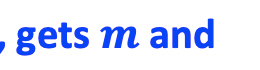 , gets m and